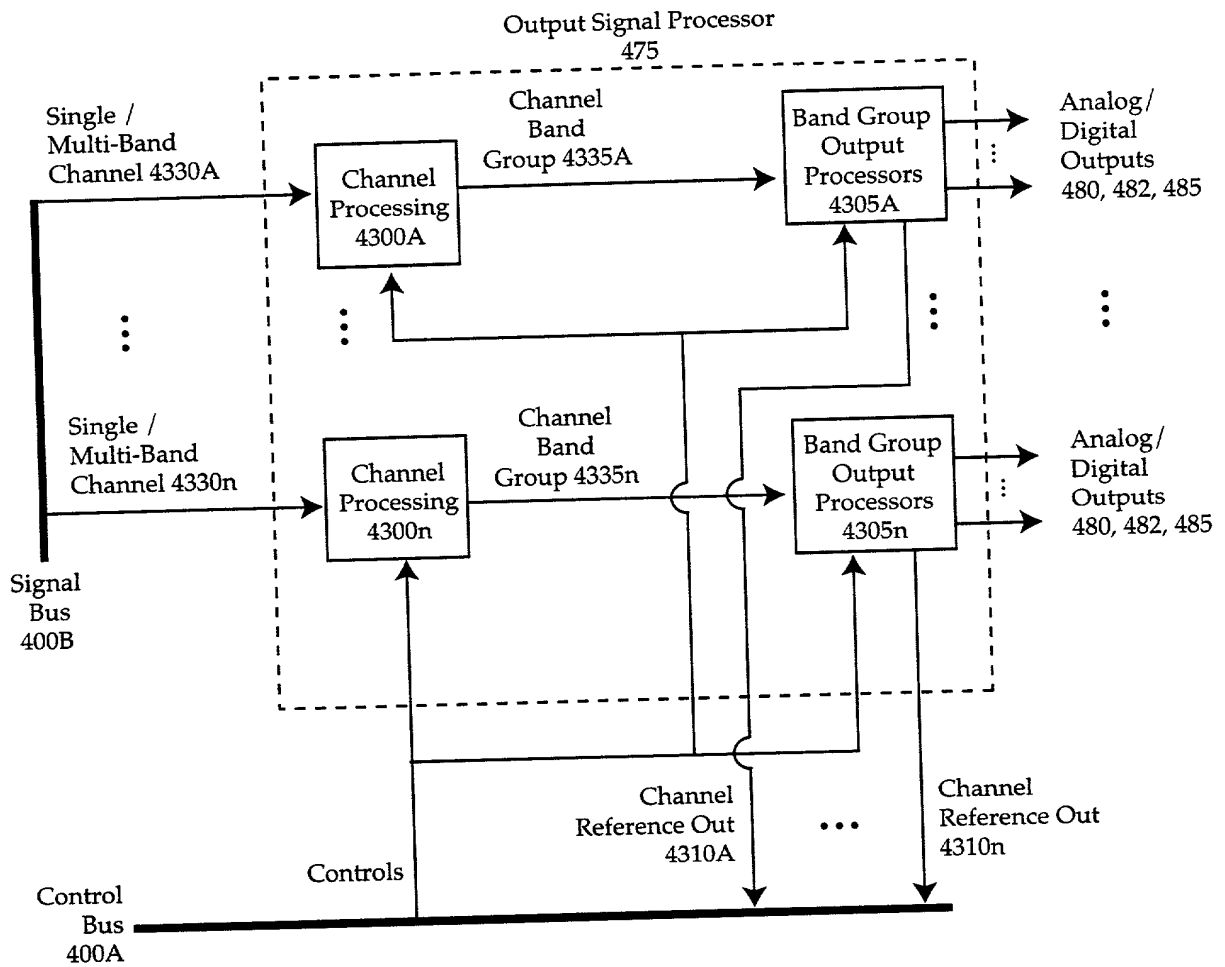 Output Signal Processor
475
Single /
Multi-Band
Channel 4330A
Channel
Band
Group 4335A
Channel
Processing
4300A
Band Group
Output
Processors
4305A
Analog/
Digital
Outputs
480, 482, 485
Single /
Multi-Band
Channel 4330n
Channel
Band
Group 4335n
Channel
Processing
4300n
Band Group
Output
Processors
4305n
Analog/
Digital
Outputs
480, 482, 485
Signal
Bus
400B
Channel
Reference Out
4310A
Channel
Reference Out
4310n
Controls
Control
Bus
400A